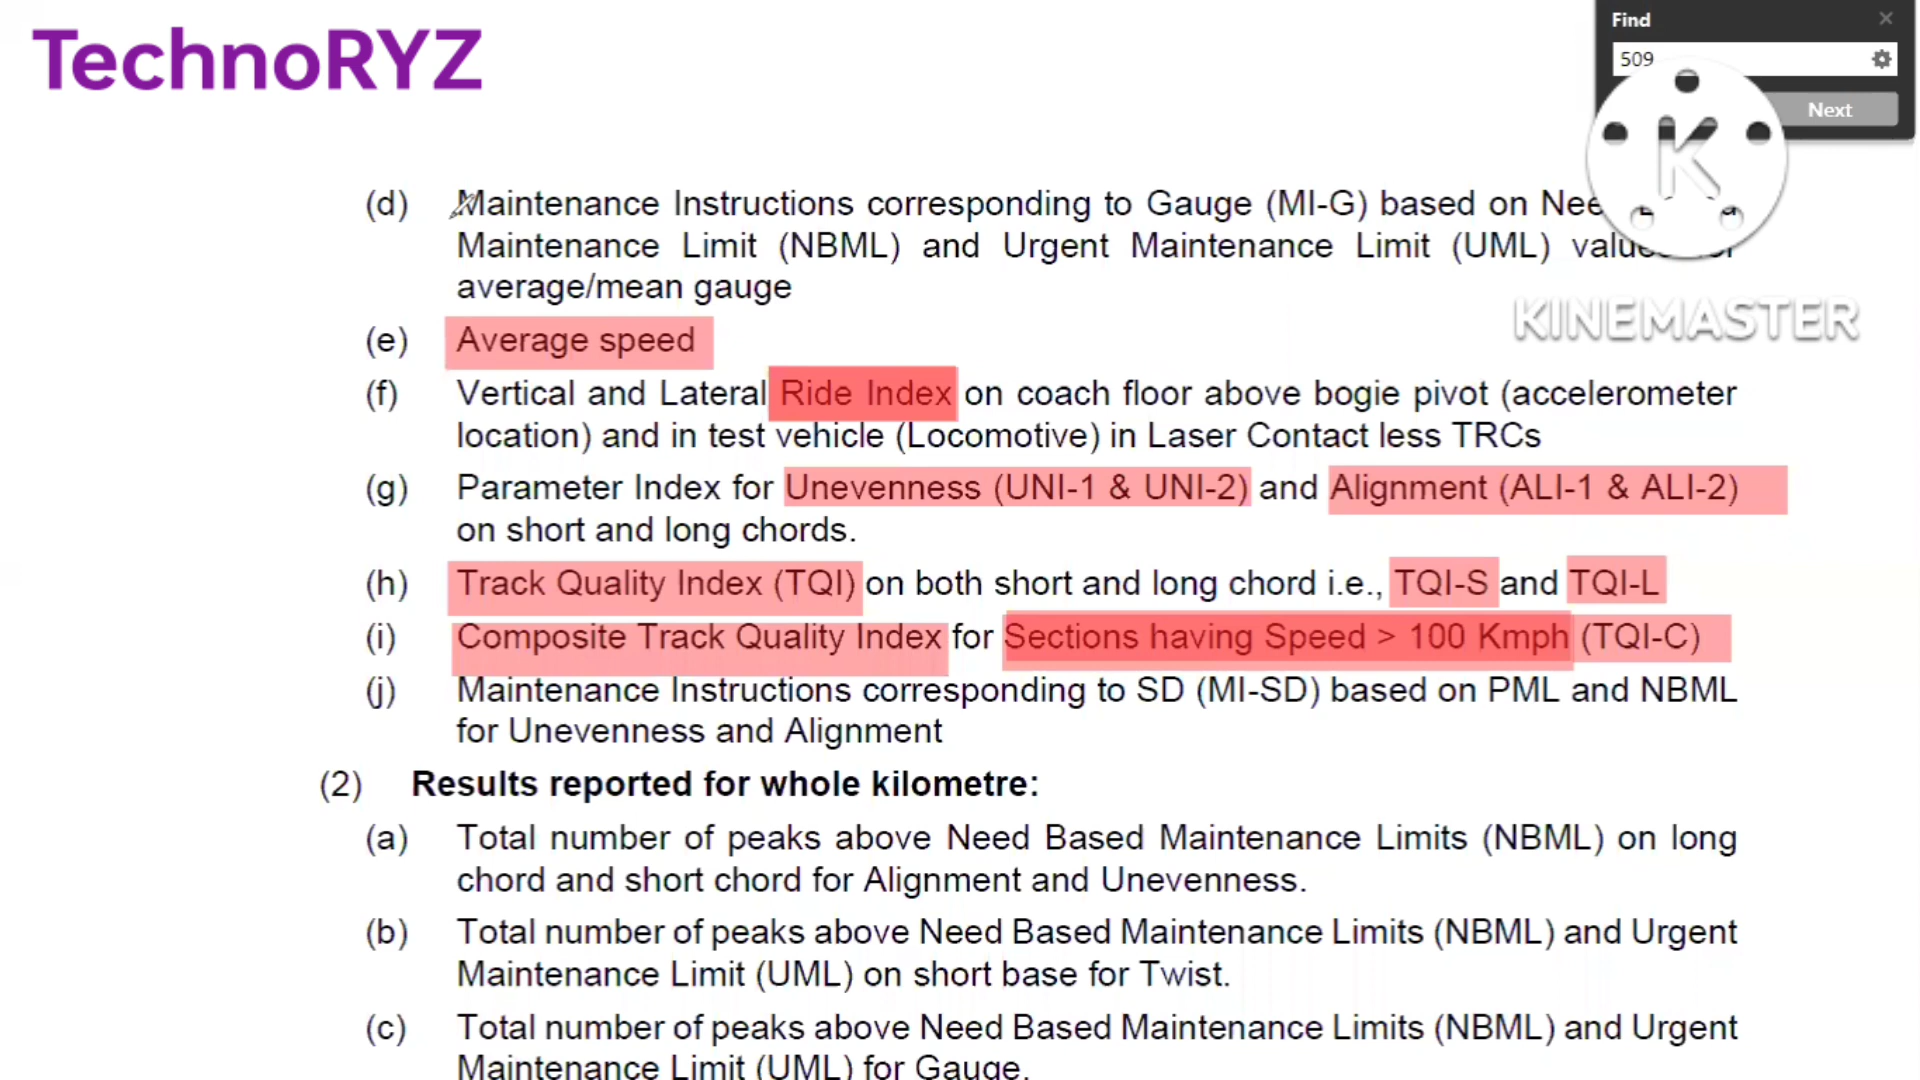 TechnoRYZ
Find
509
Next
(d) Maintenance Instructions corresponding to Gauge (MI-G) based on
Maintenance Limit (NBML) and Urgent Maintenance Limit (UML)
average/mean gauge
KINEMASTER
(e) Average speed
(f) Vertical and Lateral Ride Index on coach floor above bogie pivot (accelerometer
location) and in test vehicle (Locomotive) in Laser Contact less TRCs
(g) Parameter Index for Unevenness (UNI-1 & UNI-2) and Alignment (ALI-1 & ALI-2)
on short and long chords.
(h) Track Quality Index (TQI) on both short and long chord i.e., TQI-S and TQI-L
(i) Composite Track Quality Index for Sections having Speed > 100 Kmph (TQI-C)
(j) Maintenance Instructions corresponding to SD (MI-SD) based on PML and NBML
for Unevenness and Alignment
(2) Results reported for whole kilometre:
(a) Total number of peaks above Need Based Maintenance Limits (NBML) on long
chord and short chord for Alignment and Unevenness.
(b) Total number of peaks above Need Based Maintenance Limits (NBML) and Urgent
Maintenance Limit (UML) on short base for Twist.
(c) Total number of peaks above Need Based Maintenance Limits (NBML) and Urgent
Maintenance Limit (UML) for Gauge.